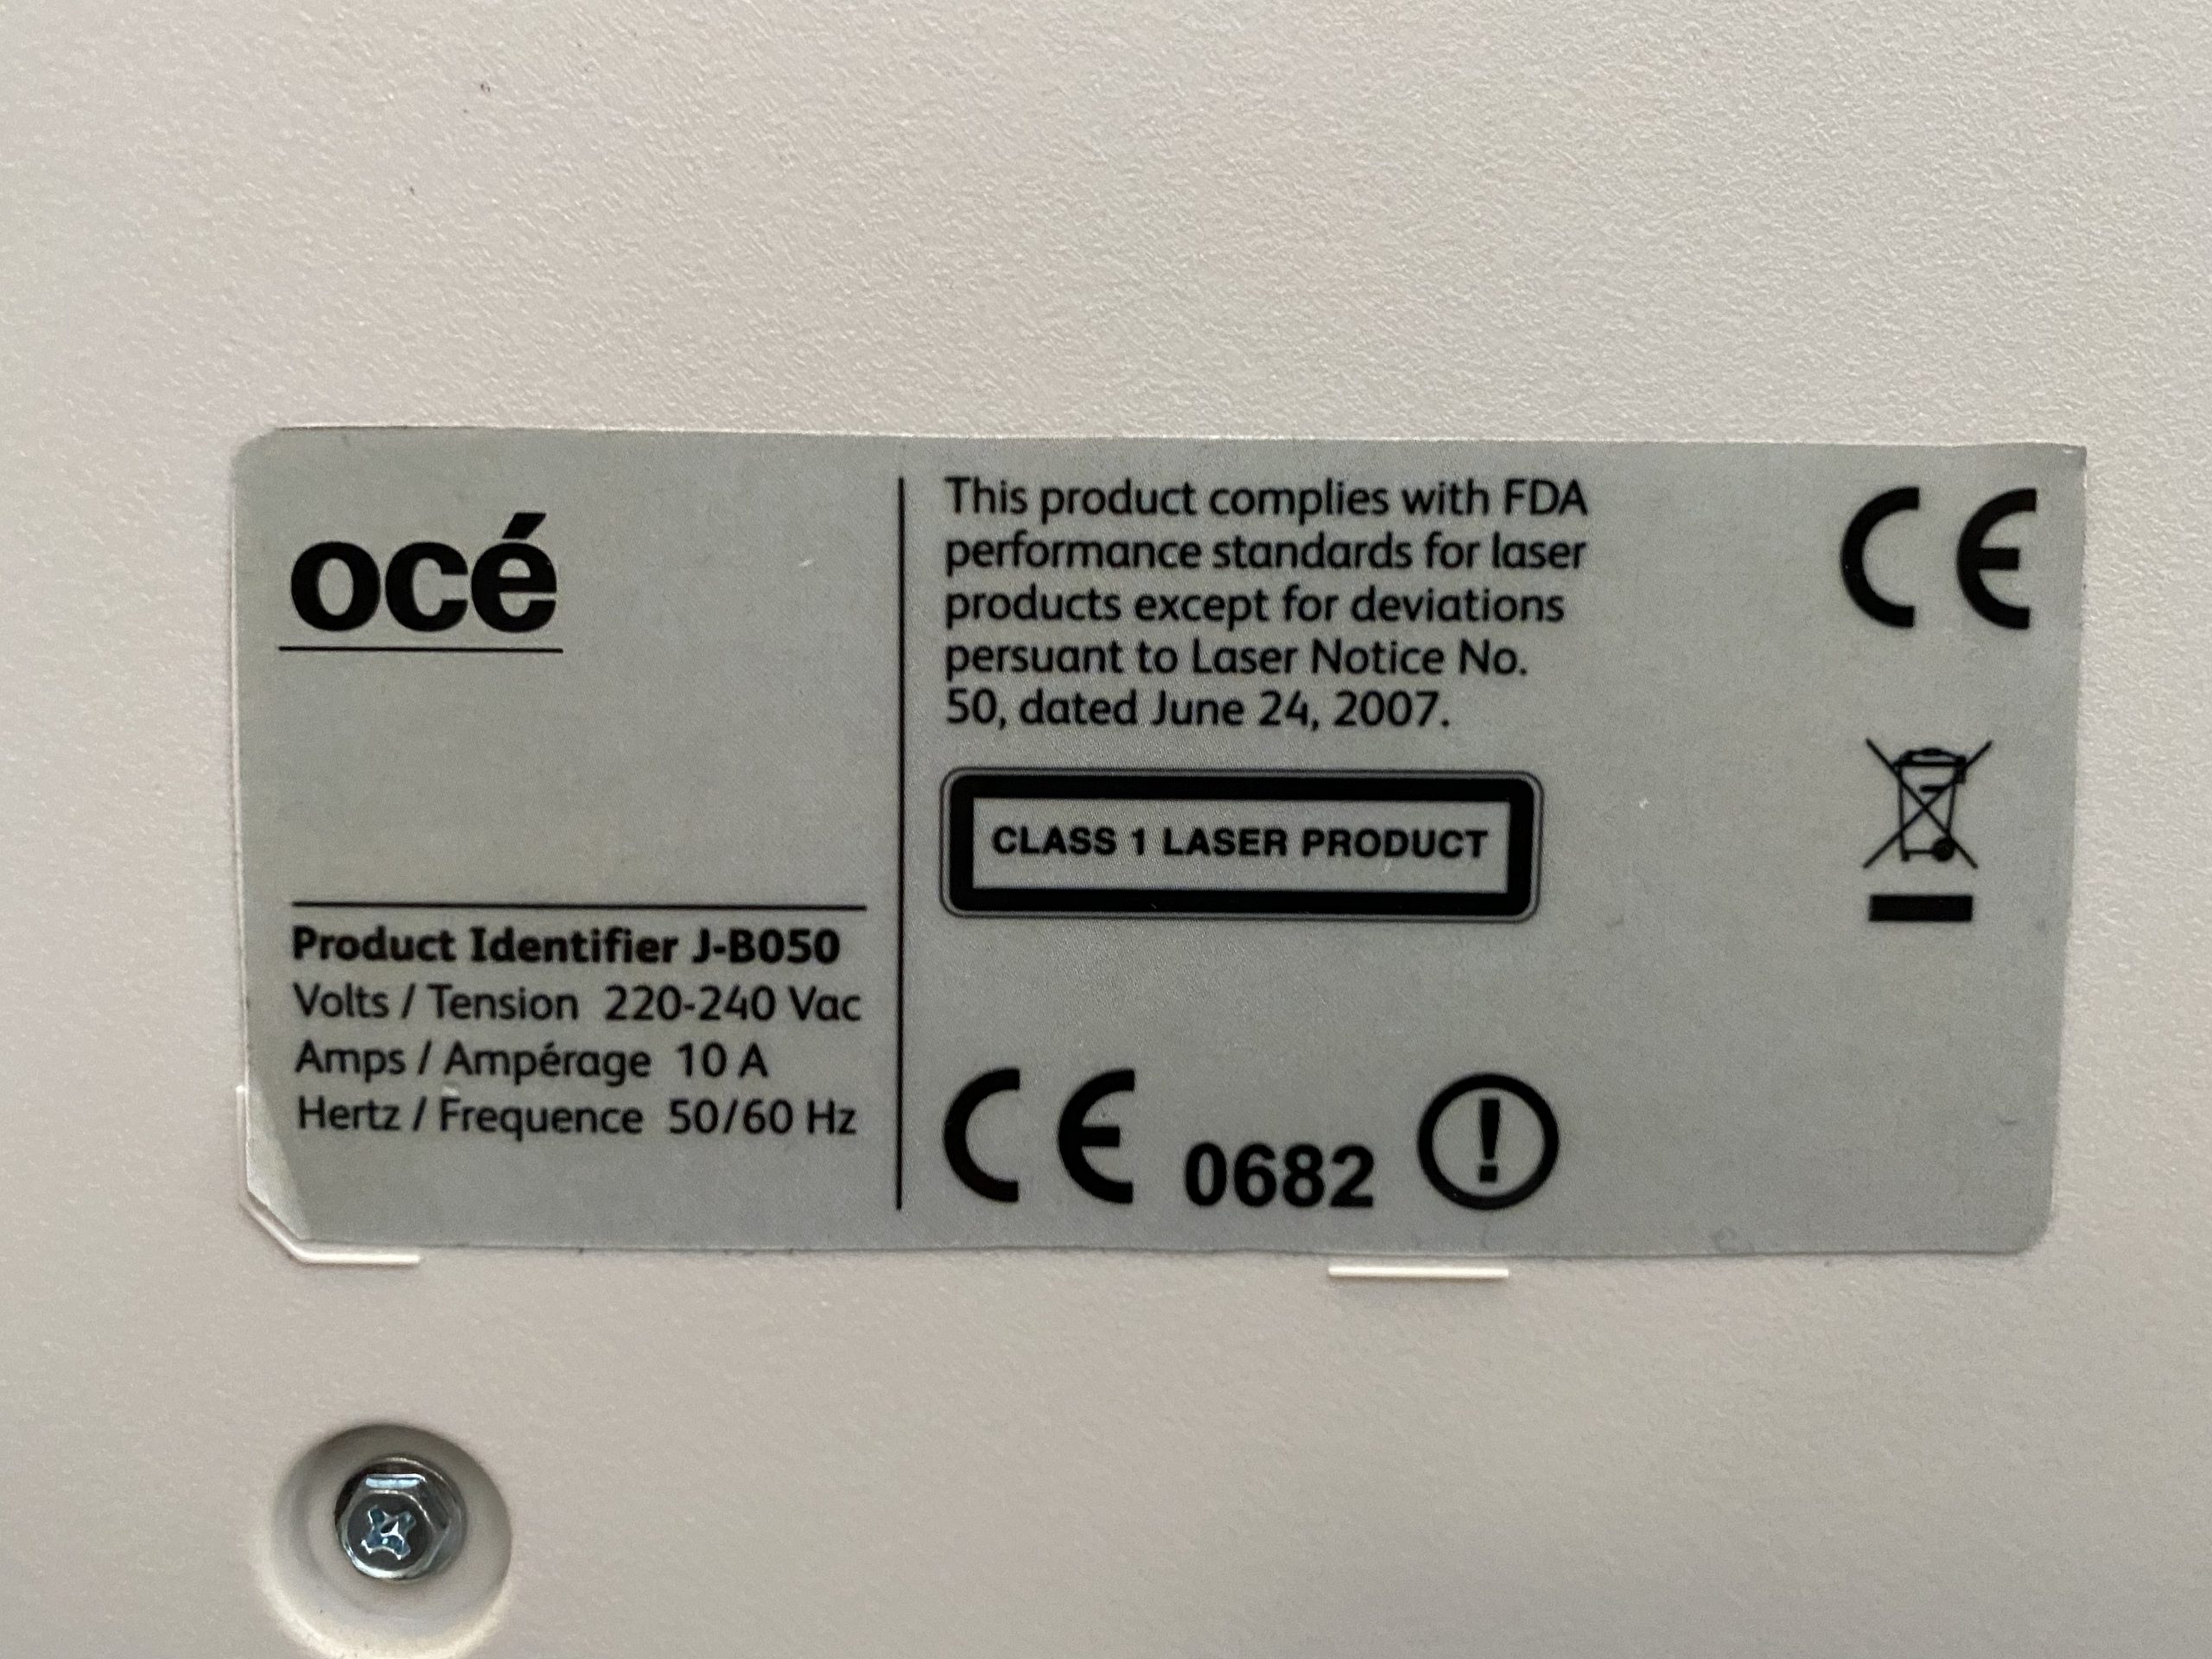 océ
Product Identifier J-B050
Volts / Tension 220-240 Vac
Amps / Ampérage 10 A
Hertz / Frequence 50/60 Hz
This product complies with FDA
performance standards for laser
products except for deviations
persuant to Laser Notice No.
50, dated June 24, 2007.
CLASS 1 LASER PRODUCT
CE 0682 !
CE